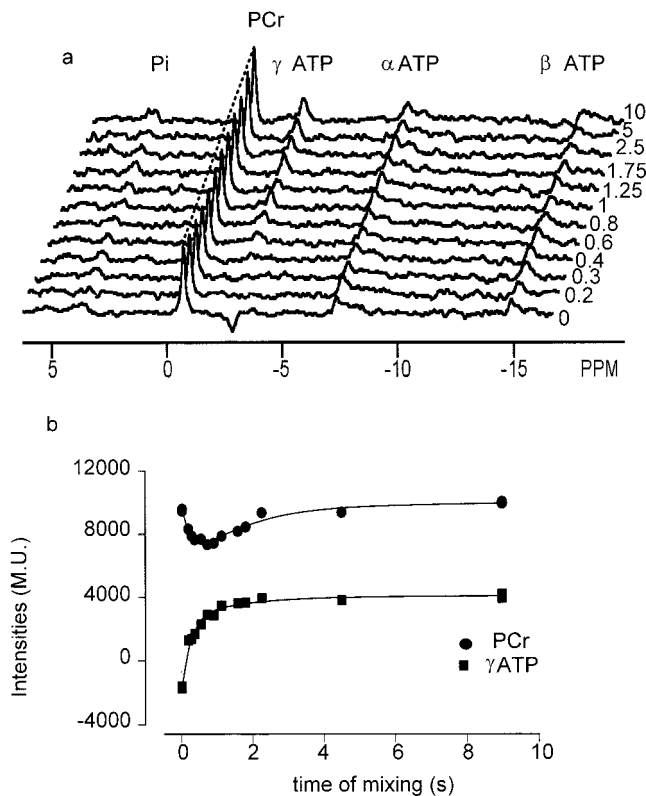 PCr
a
Pi γ ATP α ATP β ATP
10
5
2.5
1.75
1.25
1
0.8
0.6
0.4
0.3
0.2
0
5 0 -5 -10 -15 PPM
b
12000
8000
4000
0
-4000
Intensities (M.U.)
PCr
γATP
0 2 4 6 8 10
time of mixing (s)